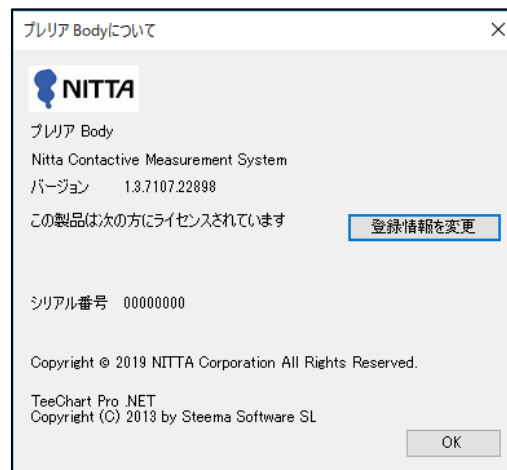 プレリア Bodyについて
NITTA
プレリア Body
Nitta Contactive Measurement System
バージョン 1.3.7107.22898
この製品は次の方にライセンスされています
登録情報を変更
シリアル番号 00000000
Copyright © 2019 NITTA Corporation All Rights Reserved.
TeeChart Pro .NET
Copyright (C) 2013 by Steema Software SL
OK